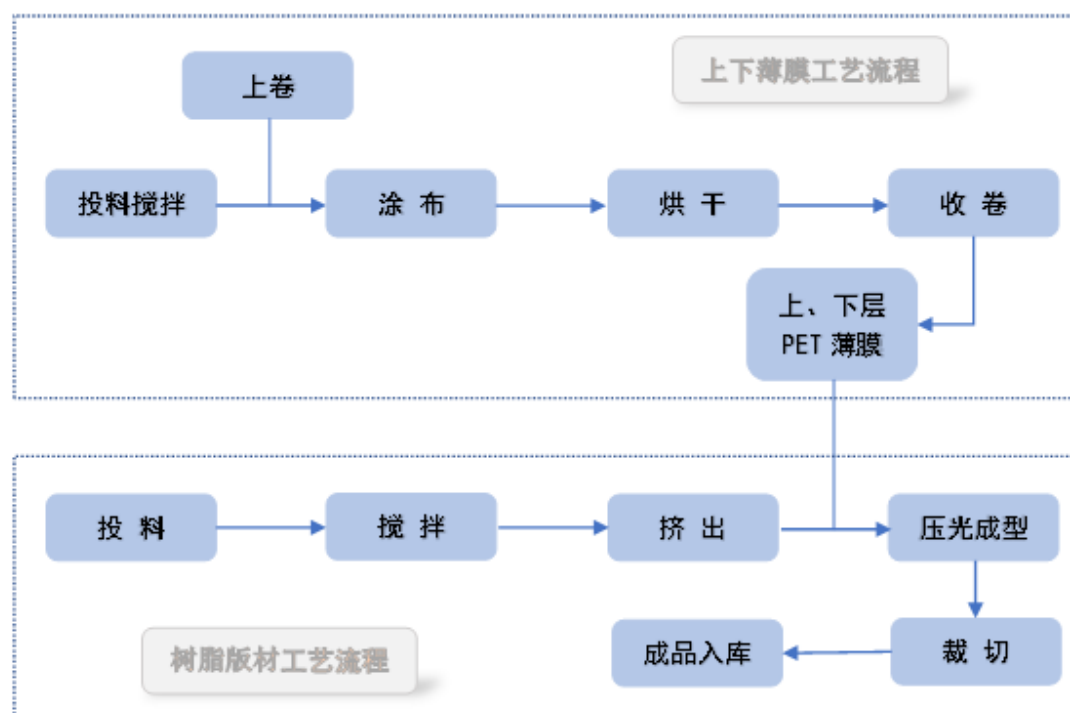 上下薄膜工艺流程
上卷
投料搅拌
涂 布
烘 干
收 卷
上、下层
PET 薄膜
投 料
搅 拌
挤 出
压光成型
树脂版材工艺流程
成品入库
裁 切